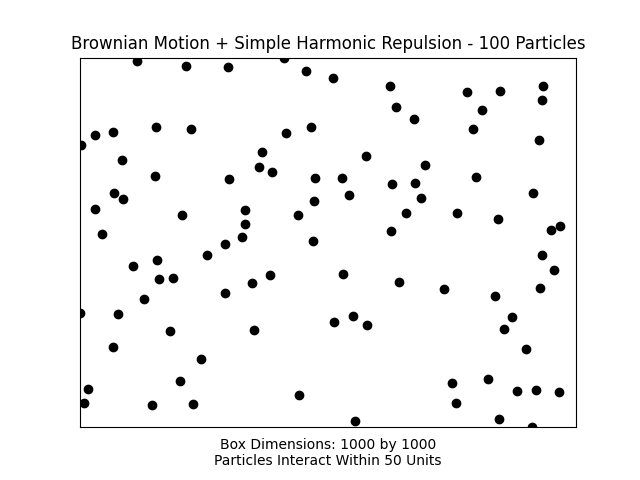 Brownian Motion + Simple Harmonic Repulsion - 100 Particles
Box Dimensions: 1000 by 1000
Particles Interact Within 50 Units